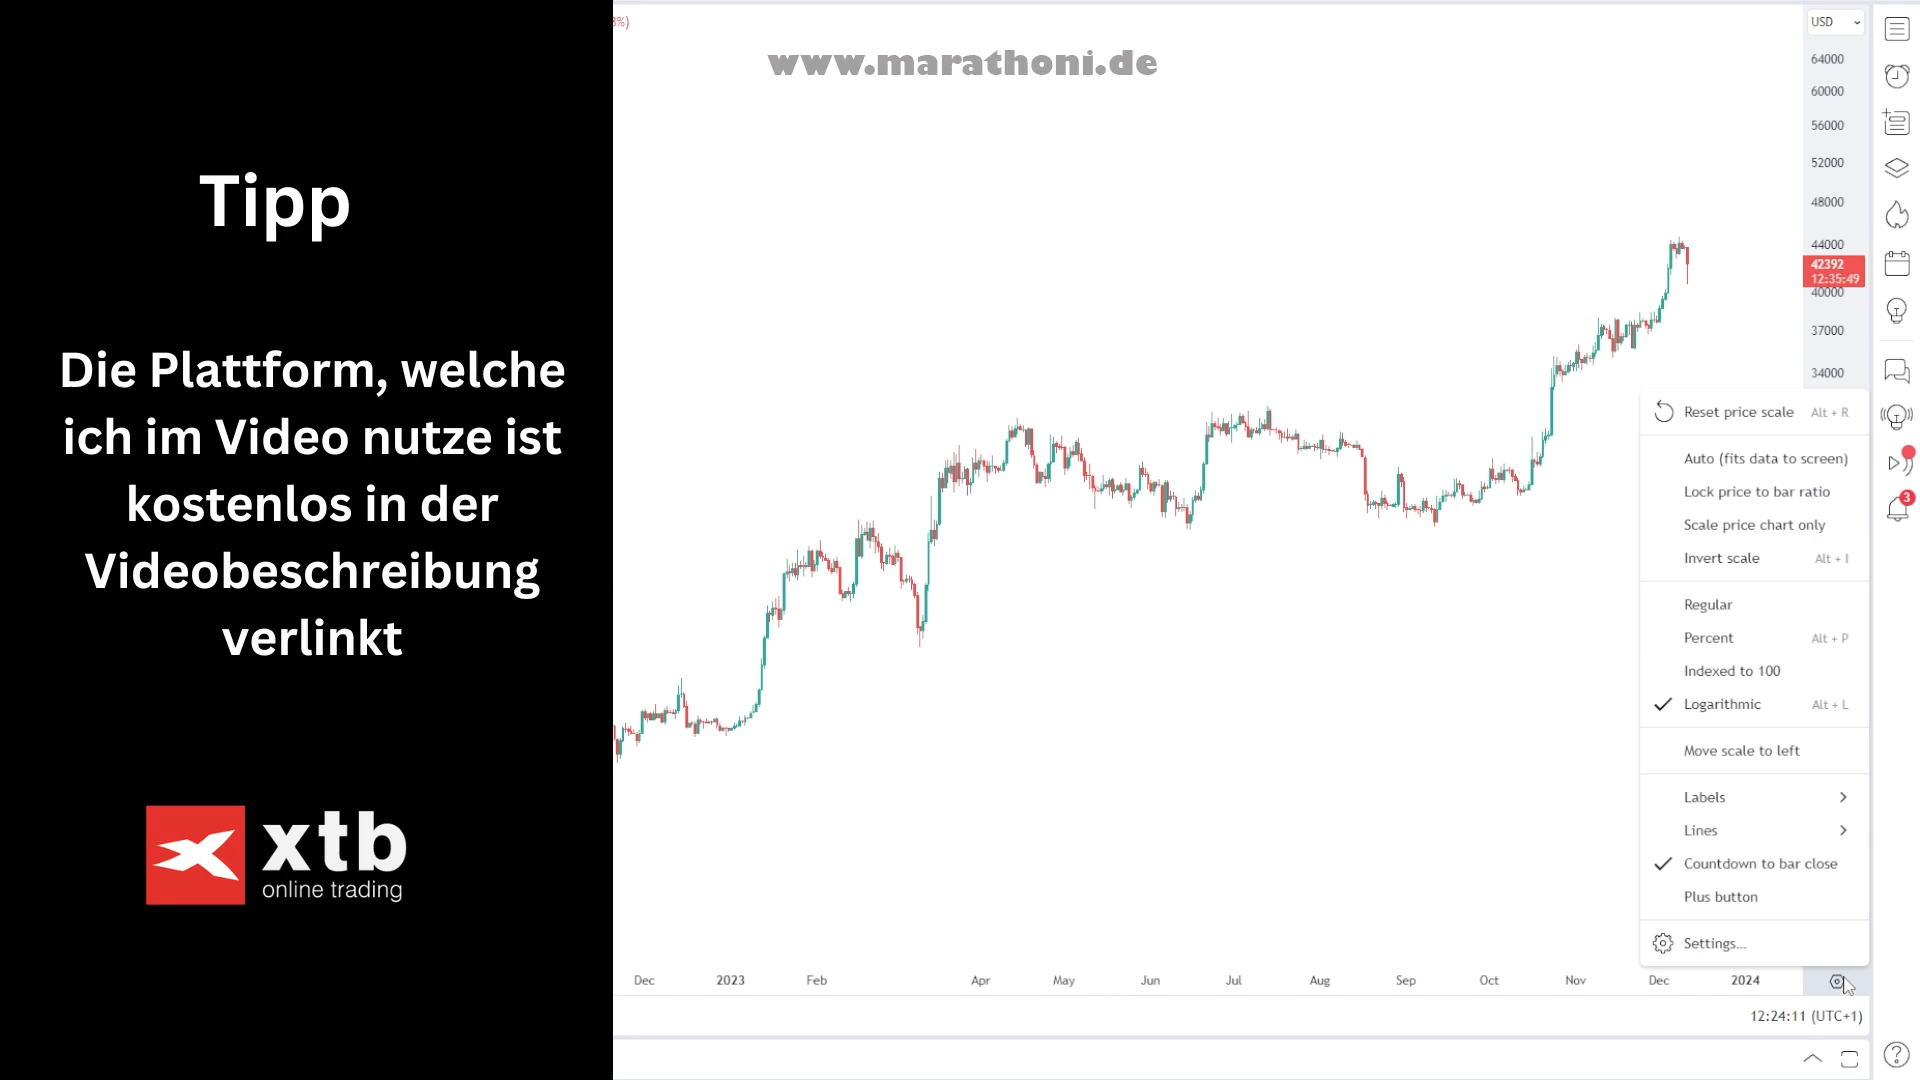 Tipp
Die Plattform, welche
ich im Video nutze ist
kostenlos in der
Videobeschreibung
verlinkt
xtb
online trading
8%)
www.marathoni.de
USD
64000
60000
56000
52000
48000
44000
42392
12:35:49
40000
37000
34000
Reset price scale Alt + R
Auto (fits data to screen)
Lock price to bar ratio
Scale price chart only
Invert scale Alt + I
Regular
Percent Alt + P
Indexed to 100
Logarithmic Alt + L
Move scale to left
Labels
Lines
Countdown to bar close
Plus button
Settings...
Dec 2023 Feb Apr May Jun Jul Aug Sep Oct Nov Dec 2024
12:24:11 (UTC+1)
3